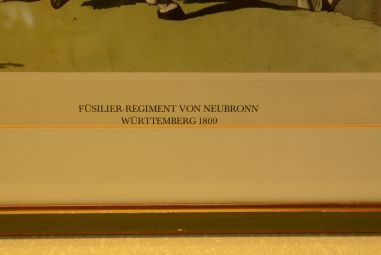 FÜSILIER-REGIMENT VON NEUBRONN
WÜRTTEMBERG 1809